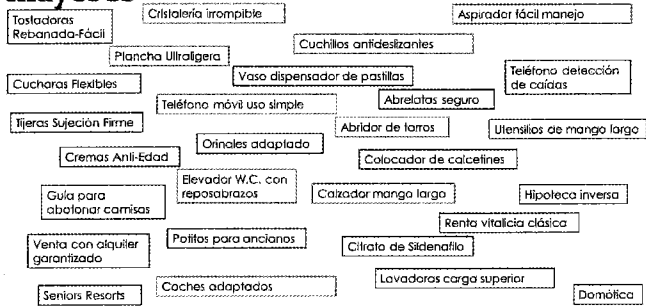 mayores
Tostadoras
Rebanada-Fácil
Cristalería irrompible
Aspirador fácil manejo
Cuchillos antideslizantes
Plancha Ultraligera
Teléfono detección
de caídas
Vaso dispensador de pastillas
Cucharas Flexibles
Abrelatas seguro
Teléfono móvil uso simple
Tijeras Sujeción Firme
Abridor de tarros
Utensilios de mango largo
Orinales adaptado
Cremas Anti-Edad
Colocador de calcetines
Elevador W.C. con
reposabrazos
Guía para
abotonar camisas
Calzador mango largo
Hipoteca inversa
Renta vitalicia clásica
Potitos para ancianos
Venta con alquiler
garantizado
Citrato de Sildenafilo
Lavadoras carga superior
Coches adaptados
Seniors Resorts
Domótica